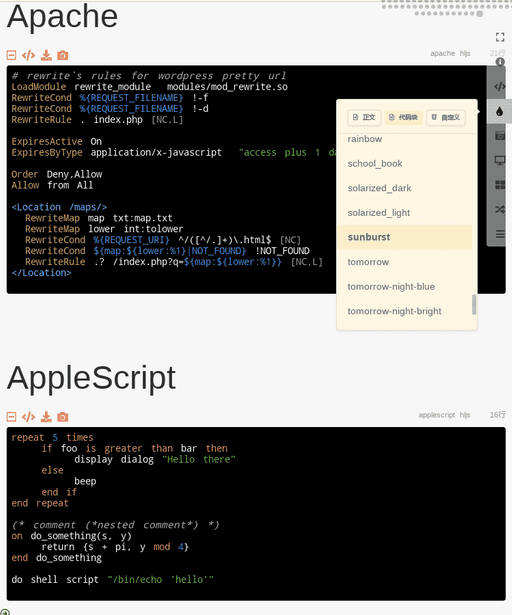 Apache
apache hljs 21行
# rewrite`s rules for wordpress pretty url
LoadModule rewrite_module modules/mod_rewrite.so
RewriteCond %{REQUEST_FILENAME} !-f
RewriteCond %{REQUEST_FILENAME} !-d
RewriteRule . index.php [NC,L]
ExpiresActive On
ExpiresByType application/x-javascript "access plus 1 da
Order Deny,Allow
Allow from All
<Location /maps/>
RewriteMap map txt:map.txt
RewriteMap lower int:tolower
RewriteCond %{REQUEST_URI} ^/([^/.]+)\.html$ [NC]
RewriteCond ${map:${lower:%1}|NOT_FOUND} !NOT_FOUND
RewriteRule .? /index.php?q=${map:${lower:%1}} [NC,L]
</Location>
正文 代码块 自定义
rainbow
school_book
solarized_dark
solarized_light
sunburst
tomorrow
tomorrow-night-blue
tomorrow-night-bright
AppleScript
applescript hljs 16行
repeat 5 times
if foo is greater than bar then
display dialog "Hello there"
else
beep
end if
end repeat
(* comment (*nested comment*) *)
on do_something(s, y)
return {s + pi, y mod 4}
end do_something
do shell script "/bin/echo 'hello'"